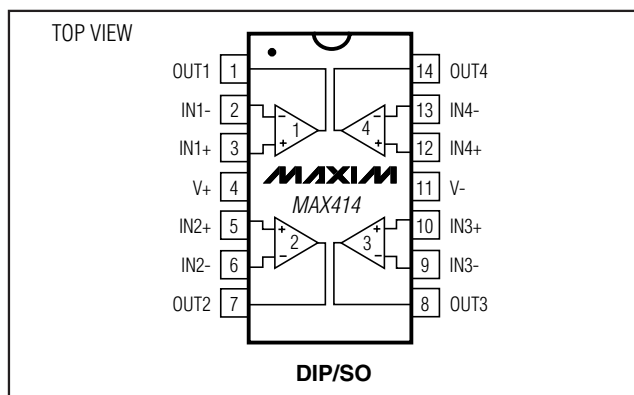 TOP VIEW
OUT1 1 14 OUT4
IN1- 2 - - 13 IN4-
1 4
IN1+ 3 + + 12 IN4+
V+ 4 MAXIM 11 V-
MAX414
IN2+ 5 + + 10 IN3+
2 3
IN2- 6 - - 9 IN3-
OUT2 7 8 OUT3
DIP/SO